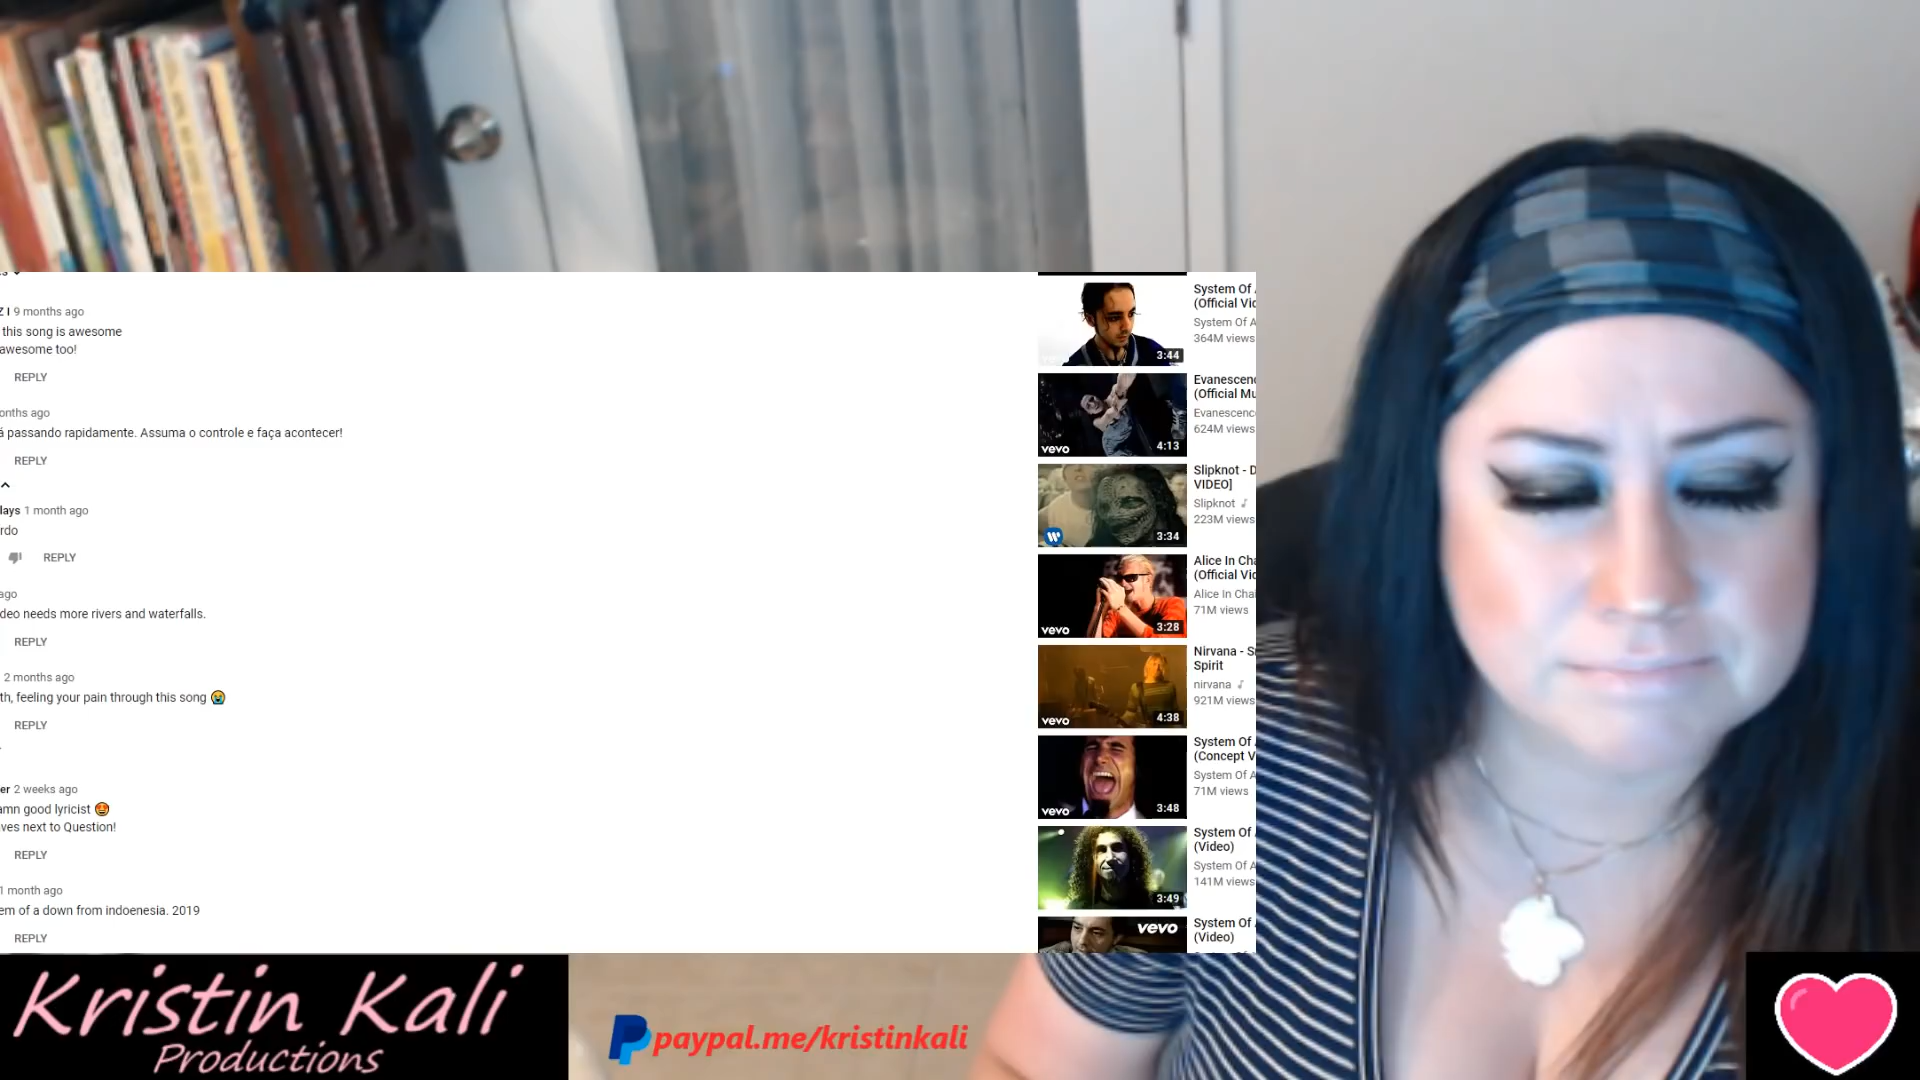 Z I 9 months ago
this song is awesome
awesome too!
REPLY
onths ago
á passando rapidamente. Assuma o controle e faça acontecer!
REPLY
lays 1 month ago
rdo
REPLY
ago
deo needs more rivers and waterfalls.
REPLY
2 months ago
th, feeling your pain through this song 😭
REPLY
er 2 weeks ago
amn good lyricist 🤩
ves next to Question!
REPLY
1 month ago
em of a down from indoenesia. 2019
REPLY
3:44
System Of
(Official Vid
System Of A
364M views
vevo
4:13
Evanescenc
(Official Mu
Evanescence
624M views
3:34
Slipknot - D
VIDEO]
Slipknot
223M views
vevo
3:28
Alice In Cha
(Official Vid
Alice In Chai
71M views
vevo
4:38
Nirvana - S
Spirit
nirvana
921M views
vevo
3:48
System Of
(Concept V
System Of A
71M views
3:49
System Of
(Video)
System Of A
141M views
vevo
System Of
(Video)
Kristin Kali
Productions
paypal.me/kristinkali